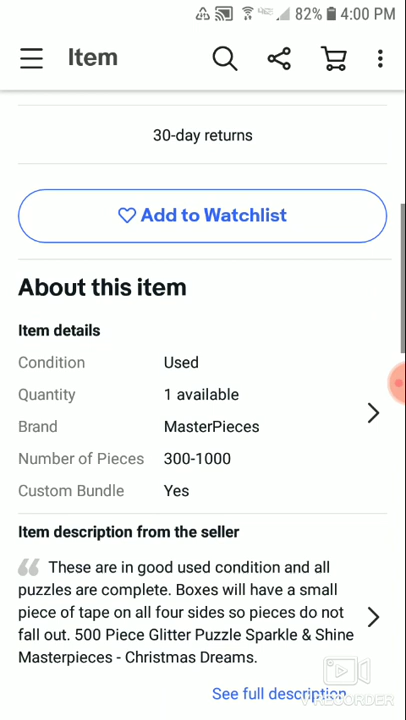 82% 4:00 PM
Item
30-day returns
Add to Watchlist
About this item
Item details
Condition Used
Quantity 1 available
Brand MasterPieces
Number of Pieces 300-1000
Custom Bundle Yes
Item description from the seller
These are in good used condition and all
puzzles are complete. Boxes will have a small
piece of tape on all four sides so pieces do not
fall out. 500 Piece Glitter Puzzle Sparkle & Shine
Masterpieces - Christmas Dreams.
See full description
V RECORDER